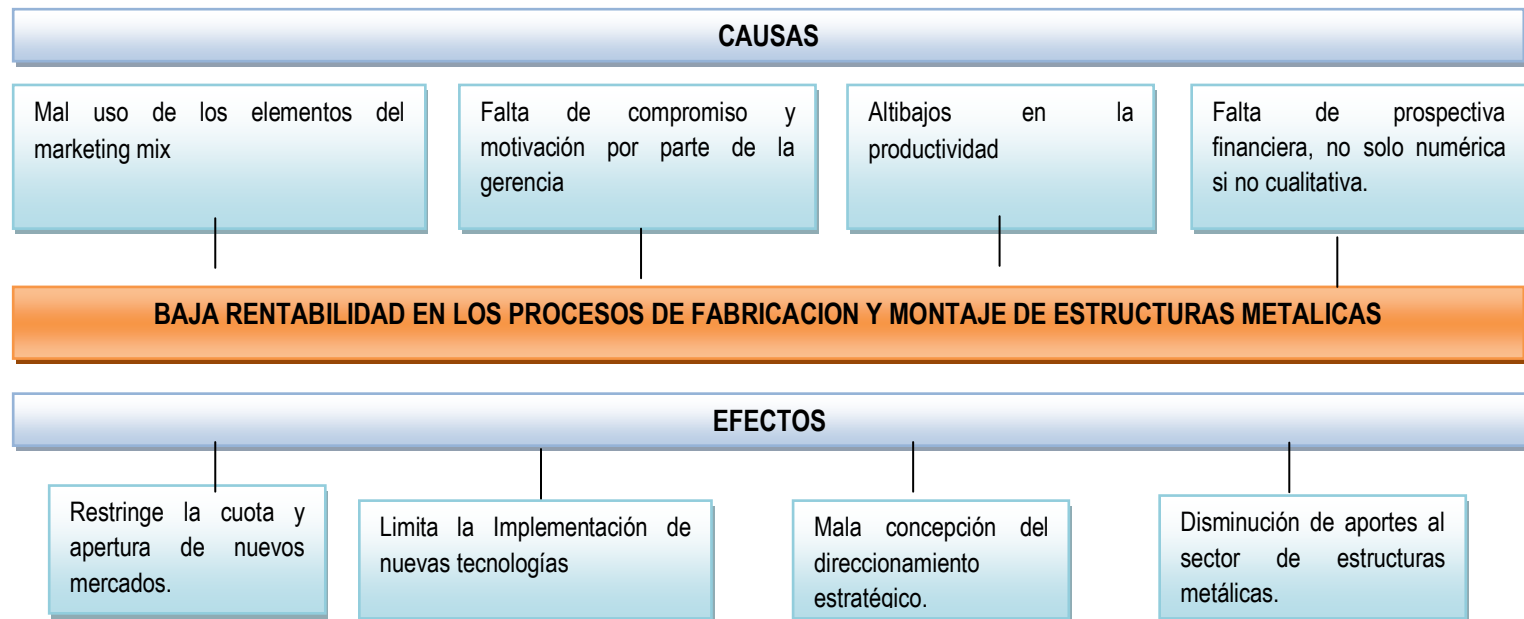 CAUSAS
Mal uso de los elementos del
marketing mix
Falta de compromiso y
motivación por parte de la
gerencia
Altibajos en la
productividad
Falta de prospectiva
financiera, no solo numérica
si no cualitativa.
BAJA RENTABILIDAD EN LOS PROCESOS DE FABRICACION Y MONTAJE DE ESTRUCTURAS METALICAS
EFECTOS
Restringe la cuota y
apertura de nuevos
mercados.
Limita la Implementación de
nuevas tecnologías
Mala concepción del
direccionamiento
estratégico.
Disminución de aportes al
sector de estructuras
metálicas.